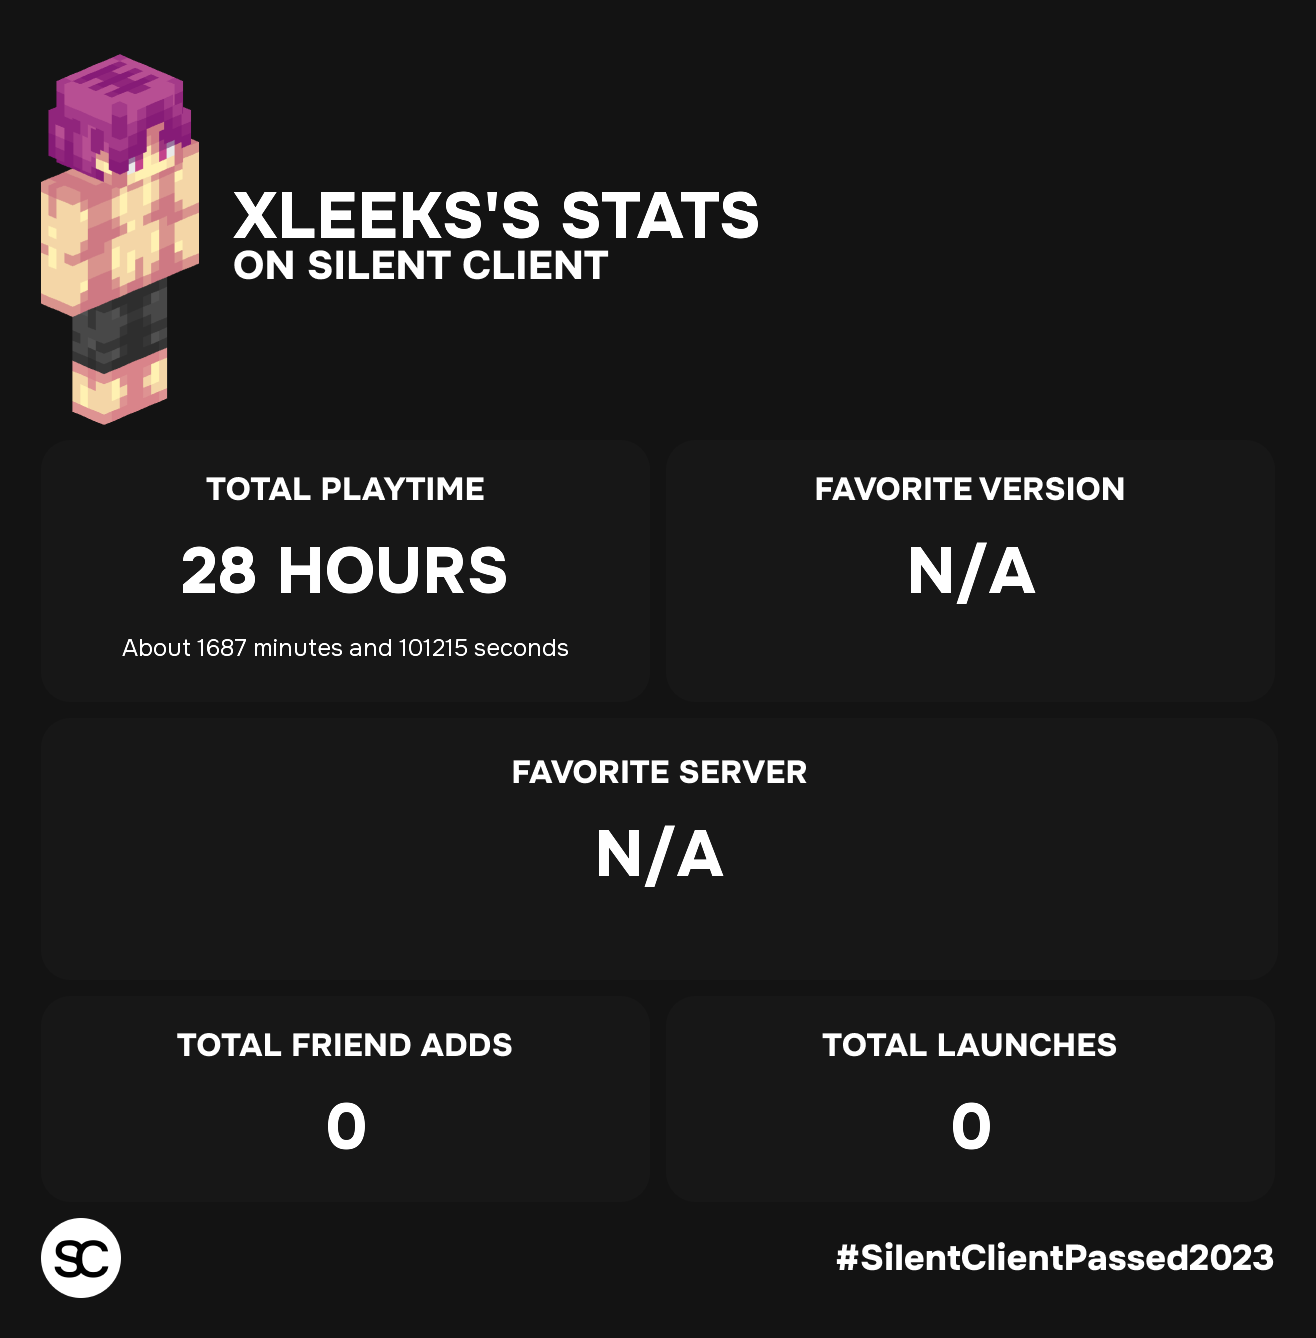 XLEEKS'S STATS
ON SILENT CLIENT
TOTAL PLAYTIME
28 HOURS
About 1687 minutes and 101215 seconds
FAVORITE VERSION
N/A
FAVORITE SERVER
N/A
TOTAL FRIEND ADDS
0
TOTAL LAUNCHES
0
SC
#SilentClientPassed2023